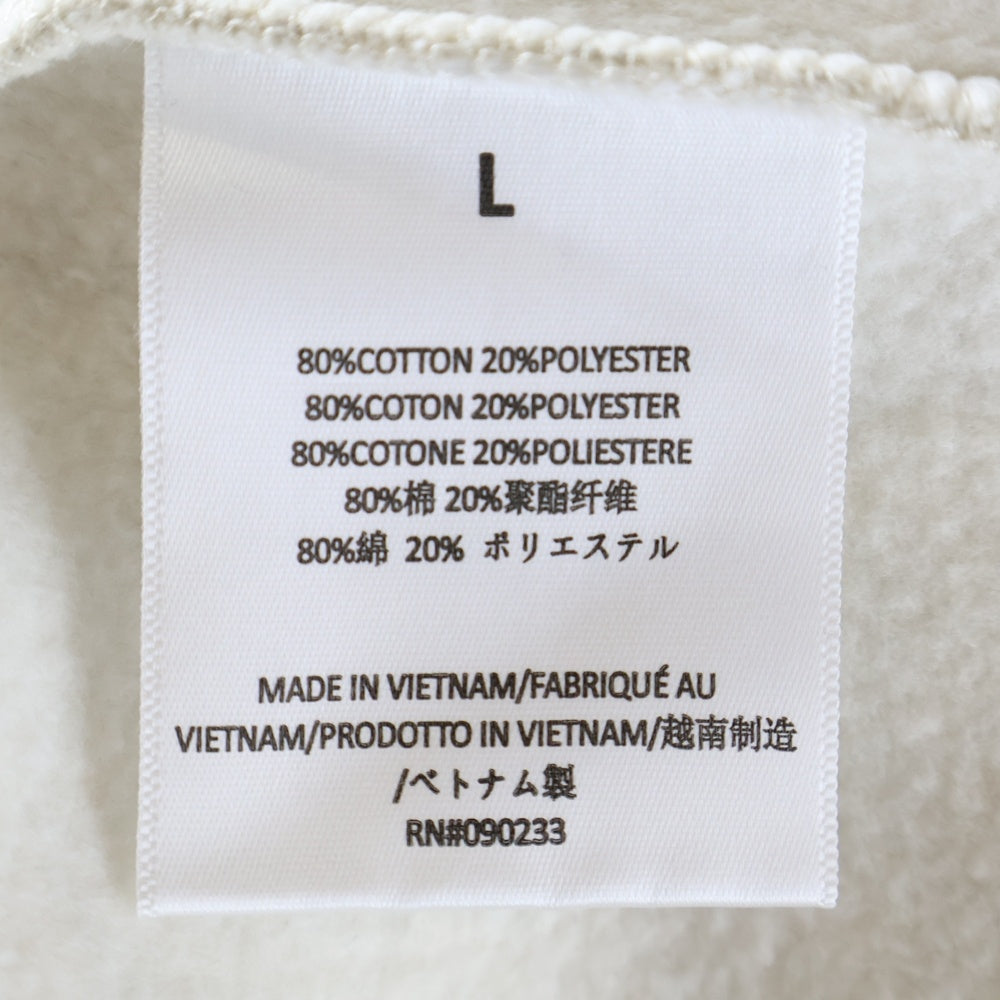 L
80%COTTON 20%POLYESTER
80%COTON 20%POLYESTER
80%COTONE 20%POLIESTERE
80%棉 20%聚酯纤维
80%綿 20% ポリエステル
MADE IN VIETNAM/FABRIQUÉ AU
VIETNAM/PRODOTTO IN VIETNAM/越南制造
/ベトナム製
RN#090233